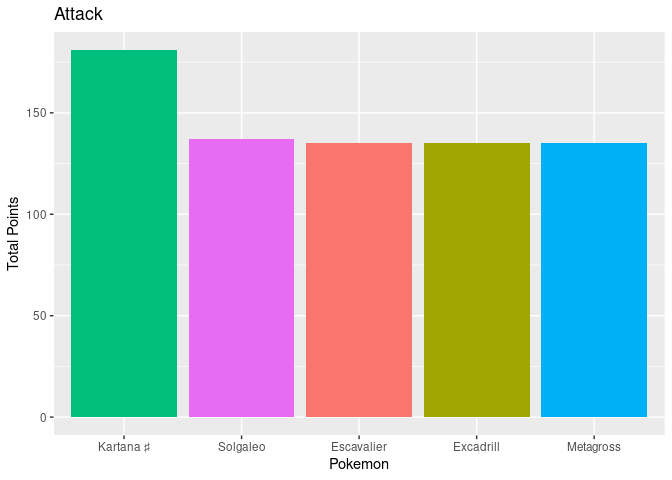 Attack
Total Points
150
100
50
0
Kartana ♯
Solgaleo
Escavalier
Excadrill
Metagross
Pokemon